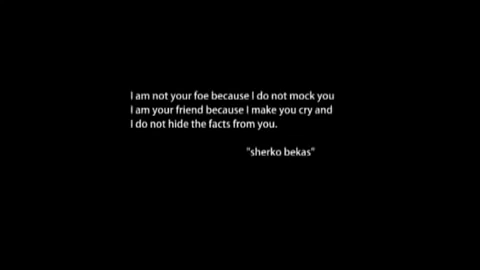 I am not your foe because I do not mock you
I am your friend because I make you cry and
I do not hide the facts from you.
"sherko bekas"